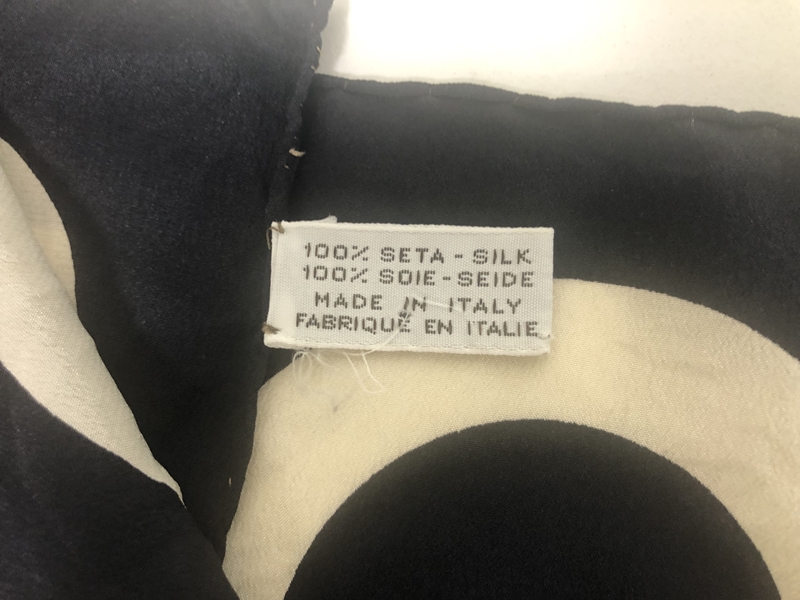 100% SETA - SILK
100% SOIE - SEIDE
MADE IN ITALY
FABRIQUÉ EN ITALIE